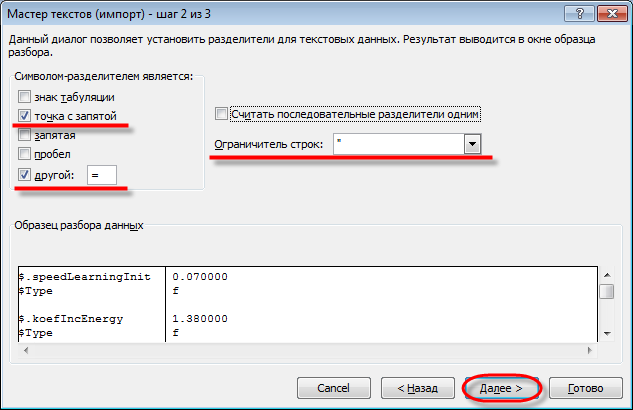 Мастер текстов (импорт) - шаг 2 из 3
Данный диалог позволяет установить разделители для текстовых данных. Результат выводится в окне образца
разбора.
Символом-разделителем является:
знак табуляции
точка с запятой
запятая
пробел
другой: =
Считать последовательные разделители одним
Ограничитель строк: "
Образец разбора данных
$.speedLearningInit 0.070000
$Type f
$.koefIncEnergy 1.380000
$Type f
Cancel < Назад Далее > Готово